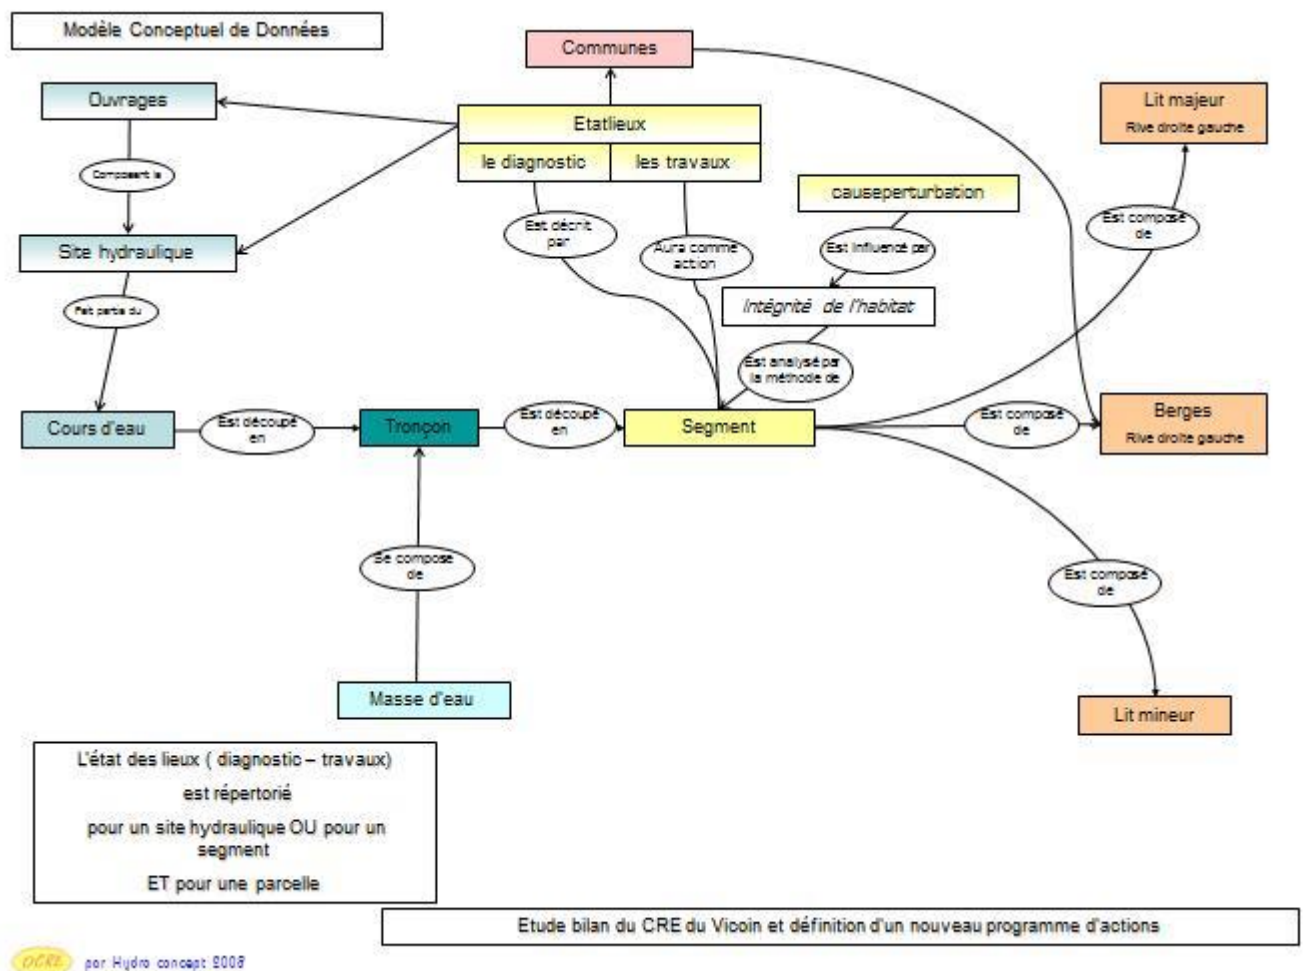 Modèle Conceptuel de Données
Communes
Ouvrages
Lit majeur
Rive droite gauche
Etatlieux
le diagnostic
les travaux
Composent le
causeperturbation
Est décrit
par
Aura comme
action
Est influencé par
Est composé
de
Site hydraulique
Fait partie du
Intégrité de l'habitat
Est analysé par
la méthode de
Cours d'eau
Est découpé
en
Tronçon
Est découpé
en
Segment
Est composé
de
Berges
Rive droite gauche
Se compose
de
Est composé
de
Masse d'eau
Lit mineur
L'état des lieux ( diagnostic – travaux)
est répertorié
pour un site hydraulique OU pour un
segment
ET pour une parcelle
Etude bilan du CRE du Vicoin et définition d'un nouveau programme d'actions
OCRE par Hydro concept 2008